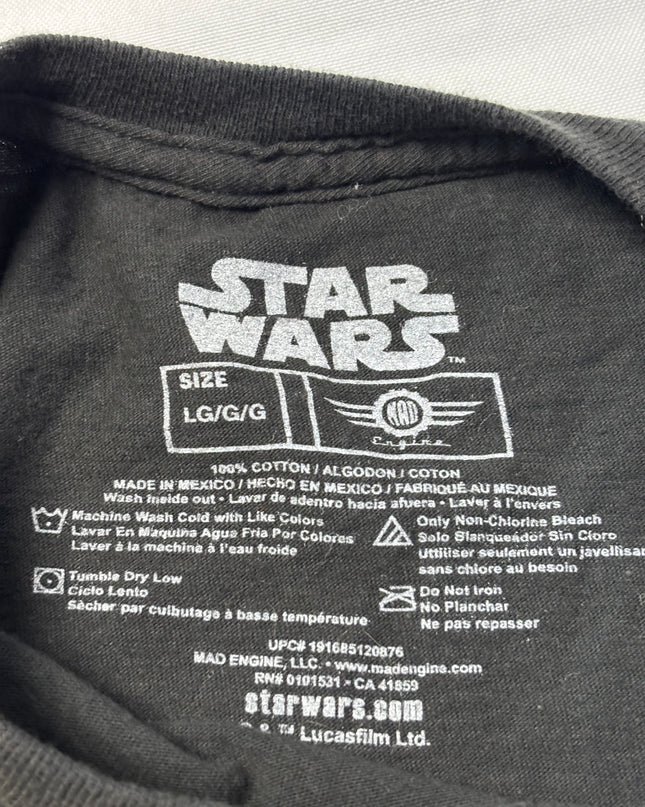 STAR
WARS™
SIZE
LG/G/G
MAD
Engine
100% COTTON / ALGODON / COTON
MADE IN MEXICO / HECHO EN MEXICO / FABRIQUÉ AU MEXIQUE
Wash Inside out • Lavar de adentro hacia afuera • Laver à l'envers
Machine Wash Cold with Like Colors
Lavar En Maquina Agua Fria Por Colores
Laver à la machine à l'eau froide
Only Non-Chlorine Bleach
Solo Blanqueador Sin Cloro
Utiliser seulement un javellisan
sans chlore au besoin
Tumble Dry Low
Ciclo Lento
Sècher par culbutage à basse température
Do Not Iron
No Planchar
Ne pas repasser
UPC# 191685120876
MAD ENGINE, LLC. • www.madengine.com
RN# 0101531 • CA 41859
starwars.com
© & ™ Lucasfilm Ltd.